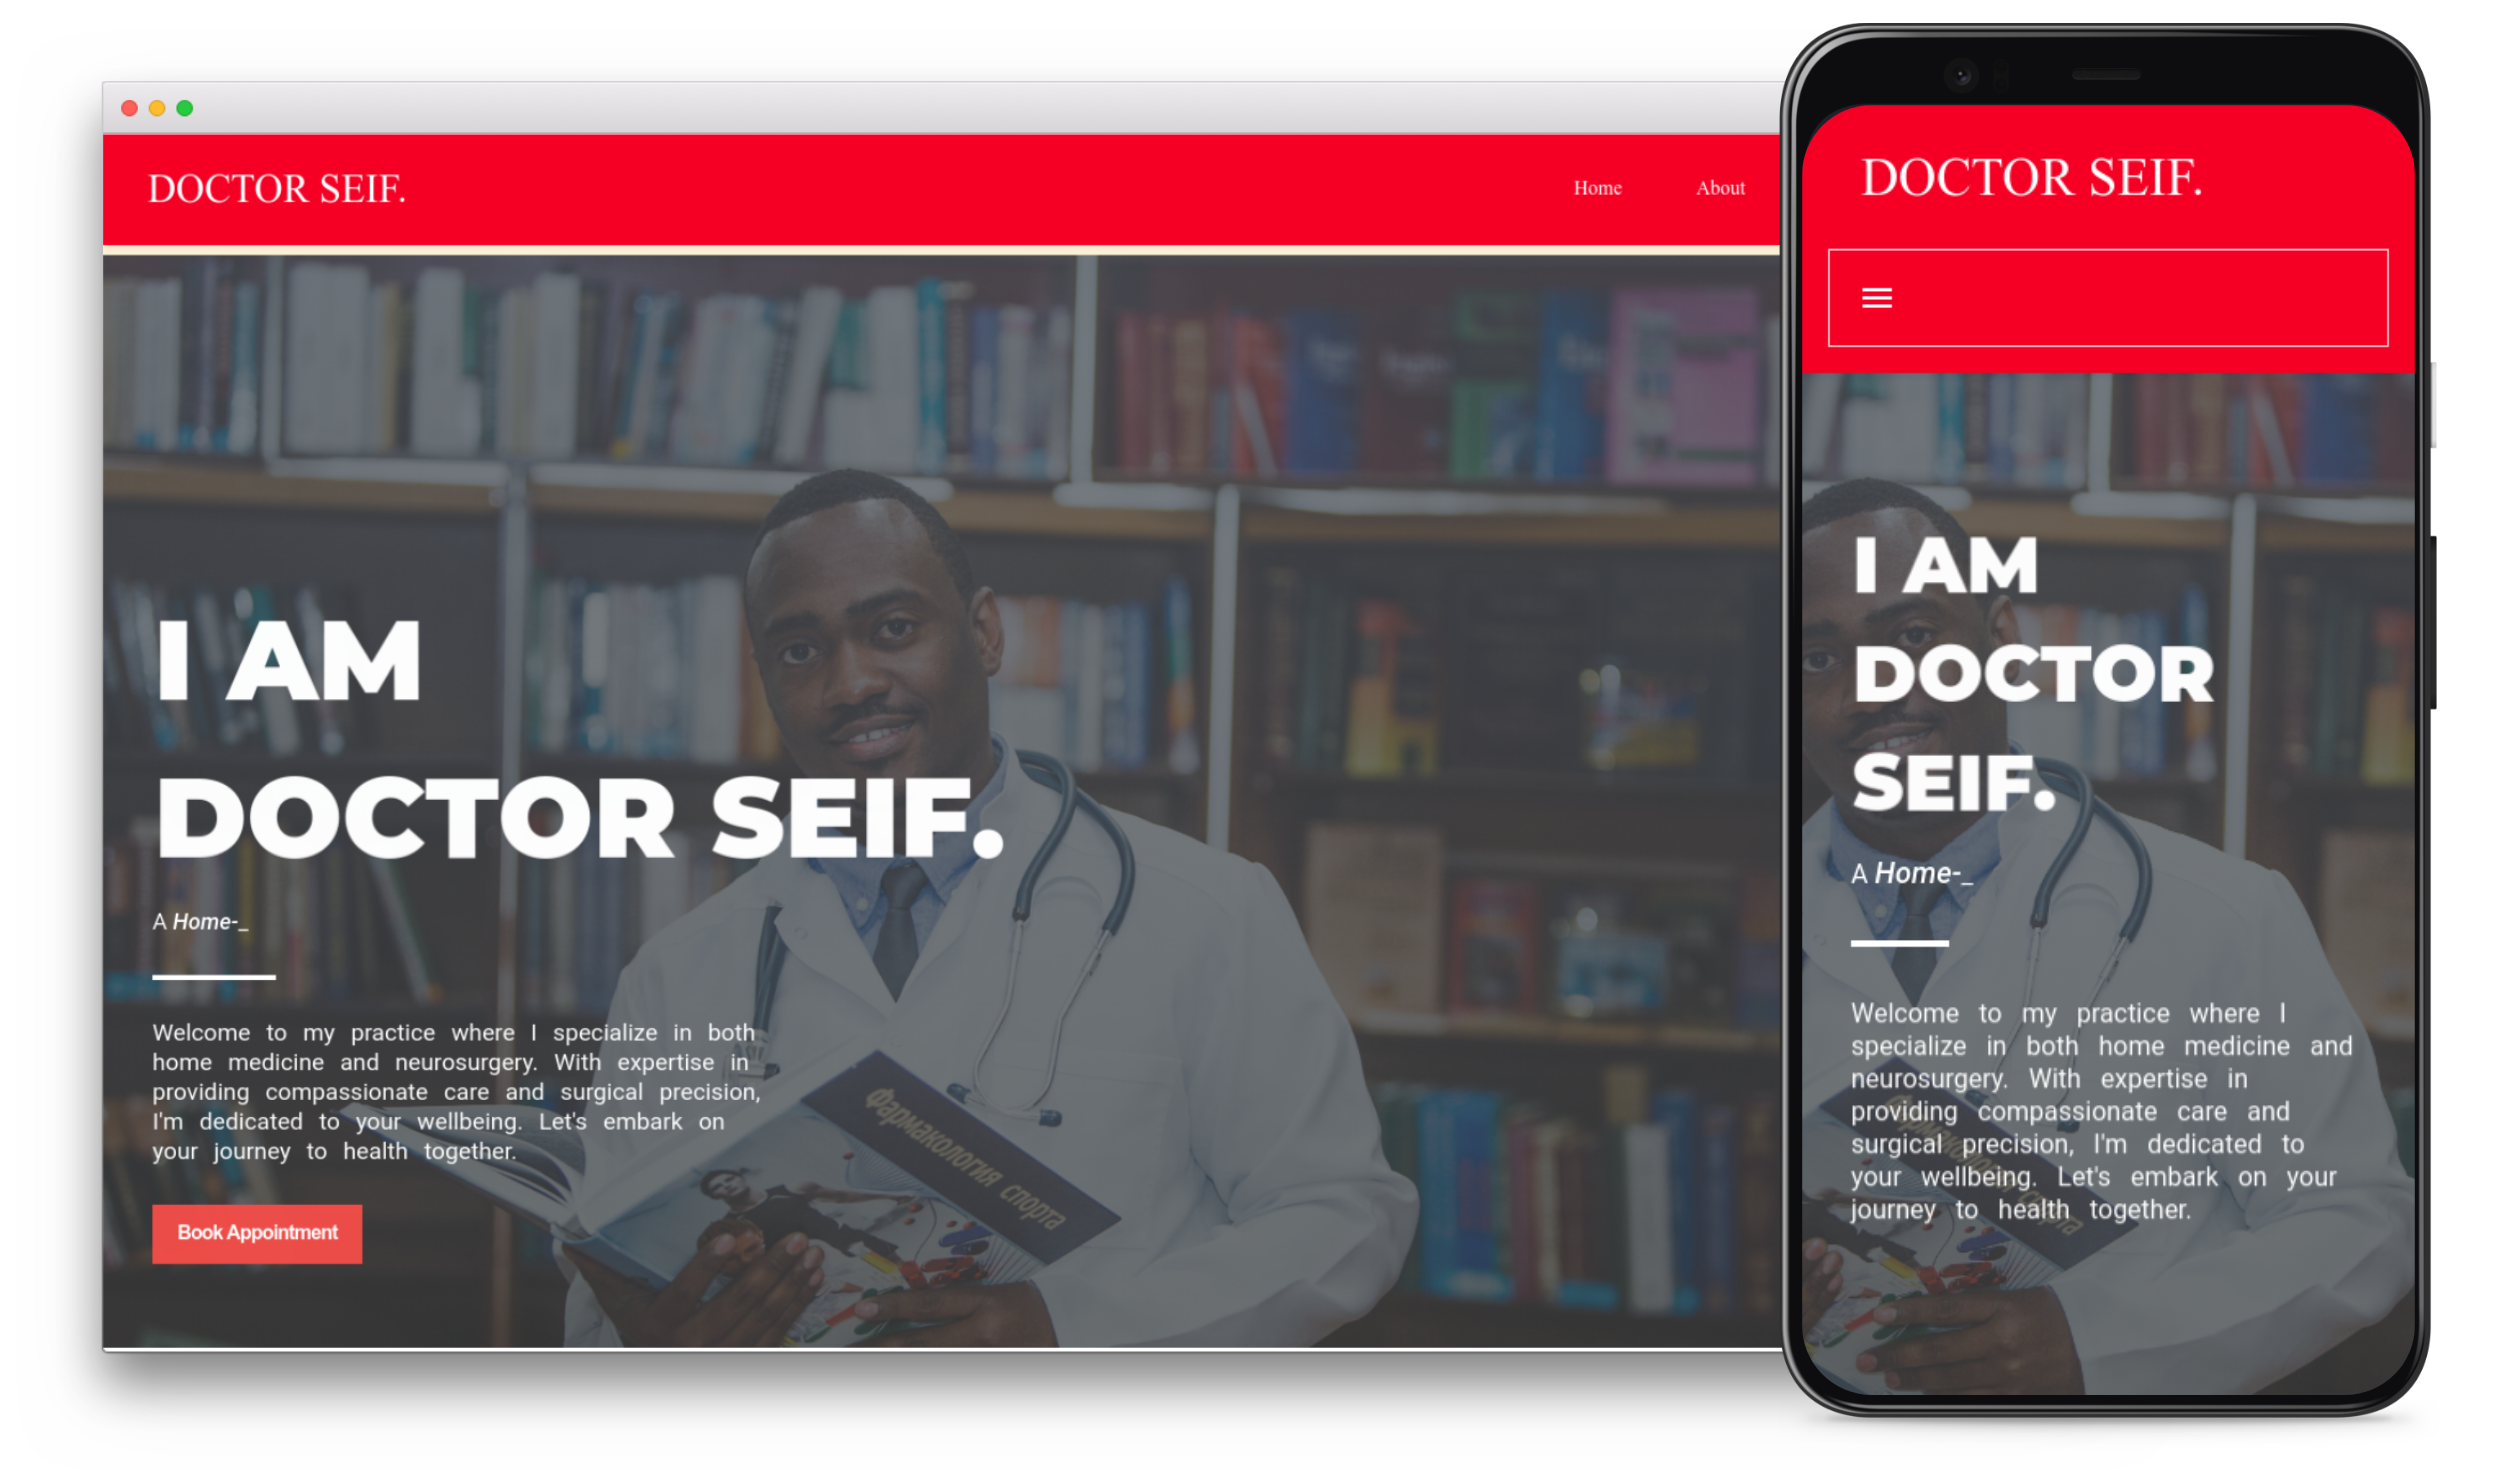 DOCTOR SEIF.
Home
About
I AM
DOCTOR SEIF.
A Home-_
Welcome to my practice where I specialize in both
home medicine and neurosurgery. With expertise in
providing compassionate care and surgical precision,
I'm dedicated to your wellbeing. Let's embark on
your journey to health together.
Book Appointment
Фармакология спорта
DOCTOR SEIF.
I AM
DOCTOR
SEIF.
A Home-_
Welcome to my practice where I
specialize in both home medicine and
neurosurgery. With expertise in
providing compassionate care and
surgical precision, I'm dedicated to
your wellbeing. Let's embark on your
journey to health together.